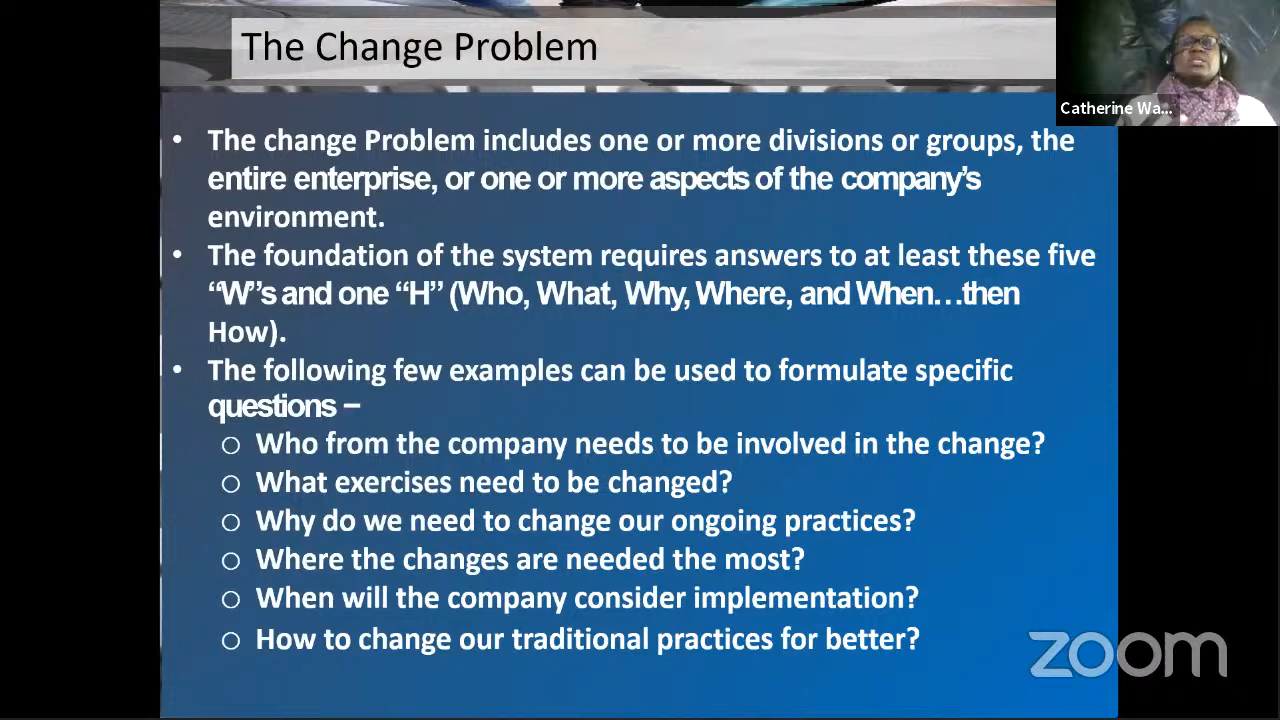 The Change Problem
Catherine Wa...
• The change Problem includes one or more divisions or groups, the
entire enterprise, or one or more aspects of the company's
environment.
• The foundation of the system requires answers to at least these five
“W”s and one “H” (Who, What, Why, Where, and When…then
How).
• The following few examples can be used to formulate specific
questions –
o Who from the company needs to be involved in the change?
o What exercises need to be changed?
o Why do we need to change our ongoing practices?
o Where the changes are needed the most?
o When will the company consider implementation?
o How to change our traditional practices for better?
zoom